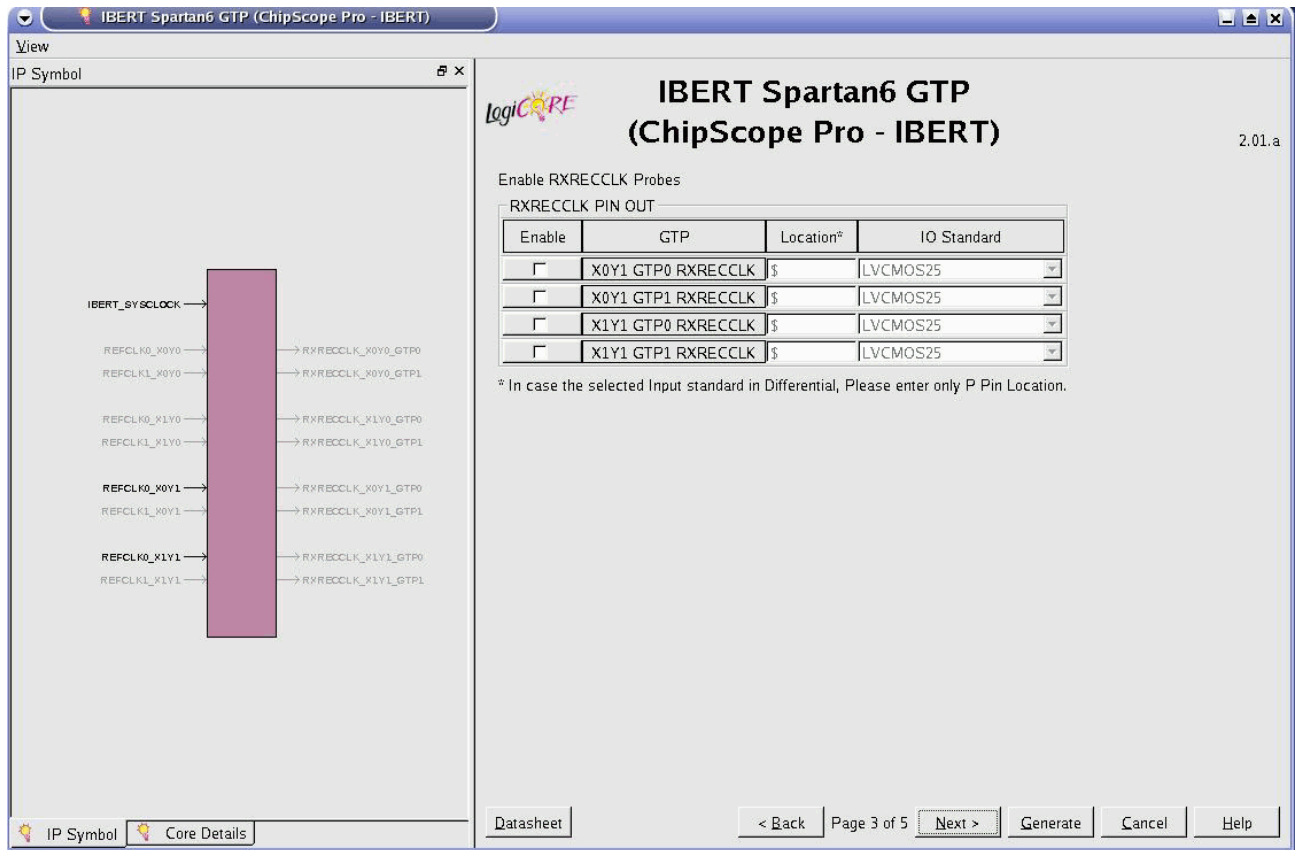 IBERT Spartan6 GTP (ChipScope Pro - IBERT)
View
IP Symbol
IBERT_SYSCLOCK
REFCLK0_X0Y0
RXRECCLK_X0Y0_GTP0
REFCLK1_X0Y0
RXRECCLK_X0Y0_GTP1
REFCLK0_X1Y0
RXRECCLK_X1Y0_GTP0
REFCLK1_X1Y0
RXRECCLK_X1Y0_GTP1
REFCLK0_X0Y1
RXRECCLK_X0Y1_GTP0
REFCLK1_X0Y1
RXRECCLK_X0Y1_GTP1
REFCLK0_X1Y1
RXRECCLK_X1Y1_GTP0
REFCLK1_X1Y1
RXRECCLK_X1Y1_GTP1
IP Symbol
Core Details
LogiCORE
IBERT Spartan6 GTP
(ChipScope Pro - IBERT)
2.01.a
Enable RXRECCLK Probes
RXRECCLK PIN OUT
Enable GTP Location* IO Standard
X0Y1 GTP0 RXRECCLK $ LVCMOS25
X0Y1 GTP1 RXRECCLK $ LVCMOS25
X1Y1 GTP0 RXRECCLK $ LVCMOS25
X1Y1 GTP1 RXRECCLK $ LVCMOS25
* In case the selected Input standard in Differential, Please enter only P Pin Location.
Datasheet < Back Page 3 of 5 Next > Generate Cancel Help